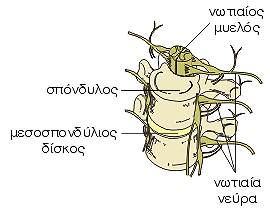 νωτιαίος
μυελός
σπόνδυλος
μεσοσπονδύλιος
δίσκος
νωτιαία
νεύρα